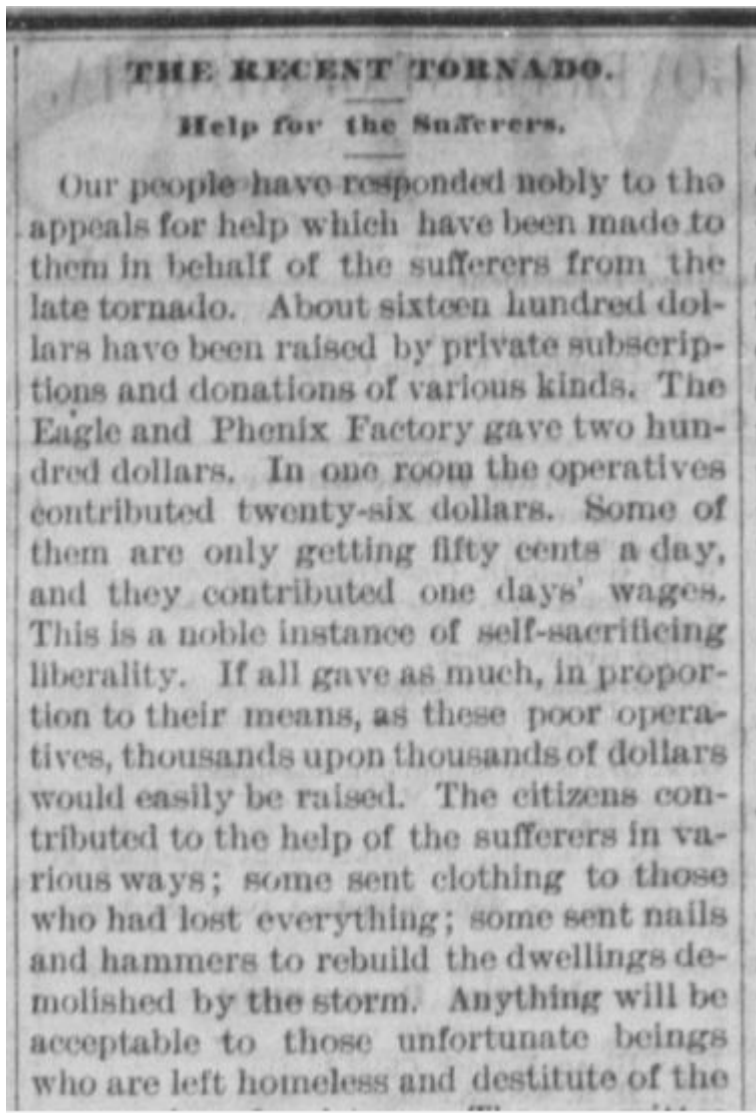 THE RECENT TORNADO.
Help for the Sufferers.
Our people have responded nobly to the
appeals for help which have been made to
them in behalf of the sufferers from the
late tornado. About sixteen hundred dol-
lars have been raised by private subscrip-
tions and donations of various kinds. The
Eagle and Phenix Factory gave two hun-
dred dollars. In one room the operatives
contributed twenty-six dollars. Some of
them are only getting fifty cents a day,
and they contributed one days' wages.
This is a noble instance of self-sacrificing
liberality. If all gave as much, in propor-
tion to their means, as these poor opera-
tives, thousands upon thousands of dollars
would easily be raised. The citizens con-
tributed to the help of the sufferers in va-
rious ways; some sent clothing to those
who had lost everything; some sent nails
and hammers to rebuild the dwellings de-
molished by the storm. Anything will be
acceptable to those unfortunate beings
who are left homeless and destitute of the